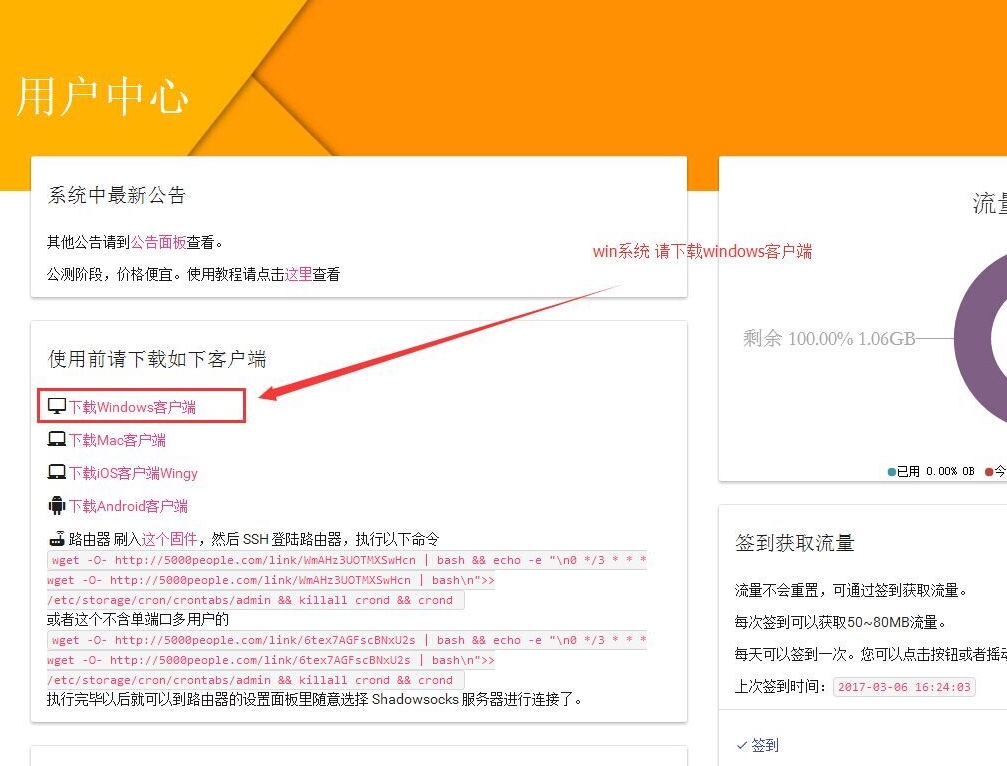 用户中心
系统中最新公告
其他公告请到公告面板查看。
公测阶段，价格便宜。使用教程请点击这里查看
win系统 请下载windows客户端
使用前请下载如下客户端
下载Windows客户端
下载Mac客户端
下载iOS客户端Wingy
下载Android客户端
路由器 刷入这个固件，然后 SSH 登陆路由器，执行以下命令
wget -O- http://5000people.com/link/WmAHz3UOTMXSwHcn | bash && echo -e "\n0 */3 * * *
wget -O- http://5000people.com/link/WmAHz3UOTMXSwHcn | bash\n">>
/etc/storage/cron/crontabs/admin && killall crond && crond
或者这个不含单端口多用户的
wget -O- http://5000people.com/link/6tex7AGFscBNxU2s | bash && echo -e "\n0 */3 * * *
wget -O- http://5000people.com/link/6tex7AGFscBNxU2s | bash\n">>
/etc/storage/cron/crontabs/admin && killall crond && crond
执行完毕以后就可以到路由器的设置面板里随意选择 Shadowsocks 服务器进行连接了。
流量
剩余 100.00% 1.06GB
已用 0.00% 0B 今
签到获取流量
流量不会重置，可通过签到获取流量。
每次签到可以获取50~80MB流量。
每天可以签到一次。您可以点击按钮或者摇动
上次签到时间：2017-03-06 16:24:03
签到